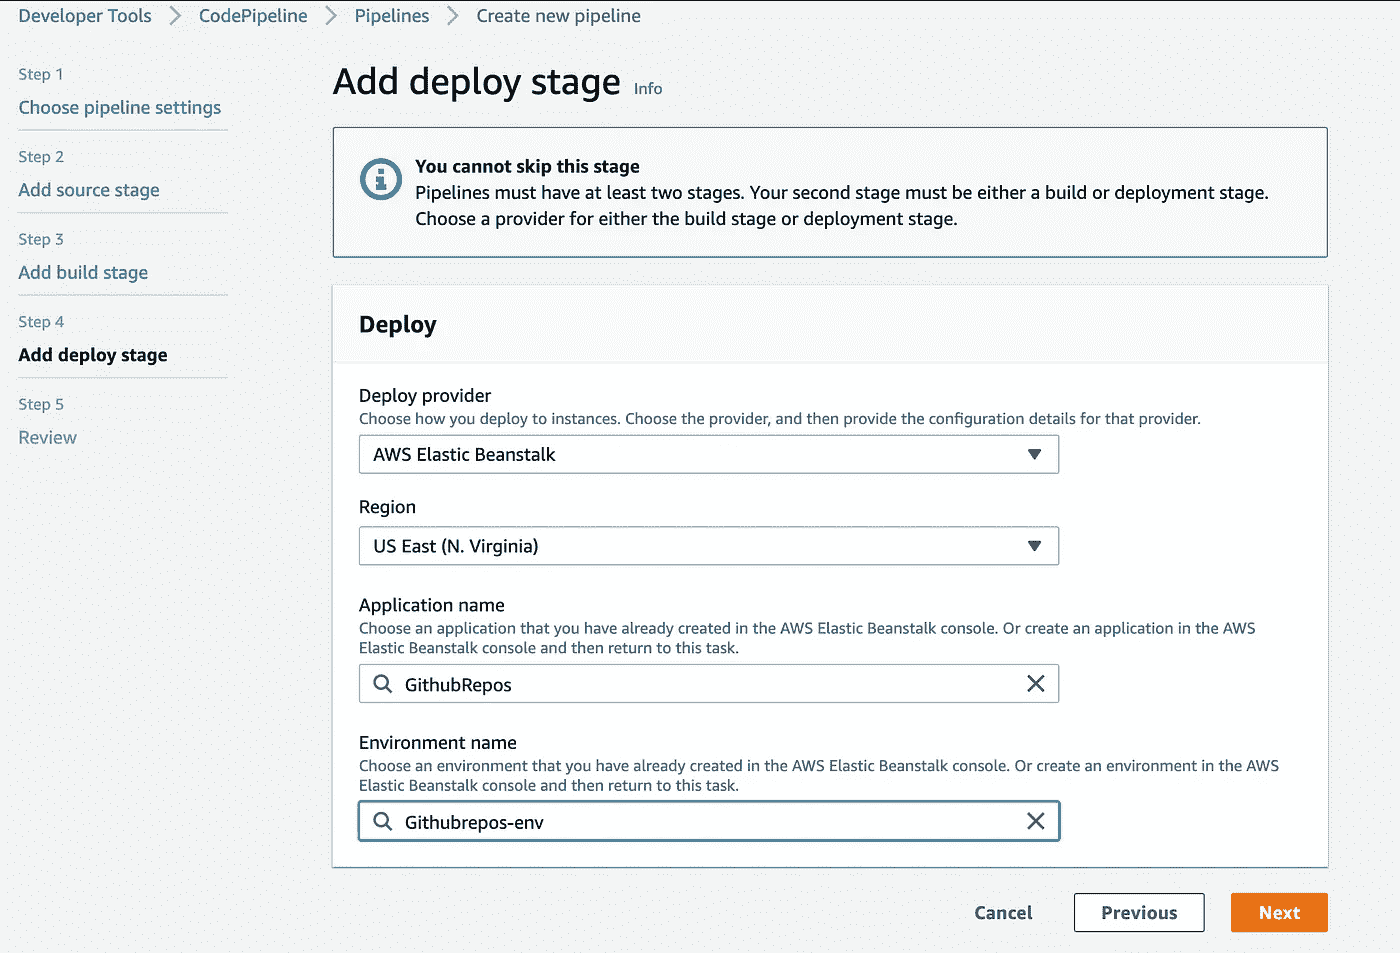 Developer Tools > CodePipeline > Pipelines > Create new pipeline
Step 1
Choose pipeline settings
Step 2
Add source stage
Step 3
Add build stage
Step 4
Add deploy stage
Step 5
Review
Add deploy stage Info
You cannot skip this stage
Pipelines must have at least two stages. Your second stage must be either a build or deployment stage.
Choose a provider for either the build stage or deployment stage.
Deploy
Deploy provider
Choose how you deploy to instances. Choose the provider, and then provide the configuration details for that provider.
AWS Elastic Beanstalk
Region
US East (N. Virginia)
Application name
Choose an application that you have already created in the AWS Elastic Beanstalk console. Or create an application in the AWS
Elastic Beanstalk console and then return to this task.
GithubRepos
Environment name
Choose an environment that you have already created in the AWS Elastic Beanstalk console. Or create an environment in the AWS
Elastic Beanstalk console and then return to this task.
Githubrepos-env
Cancel Previous Next